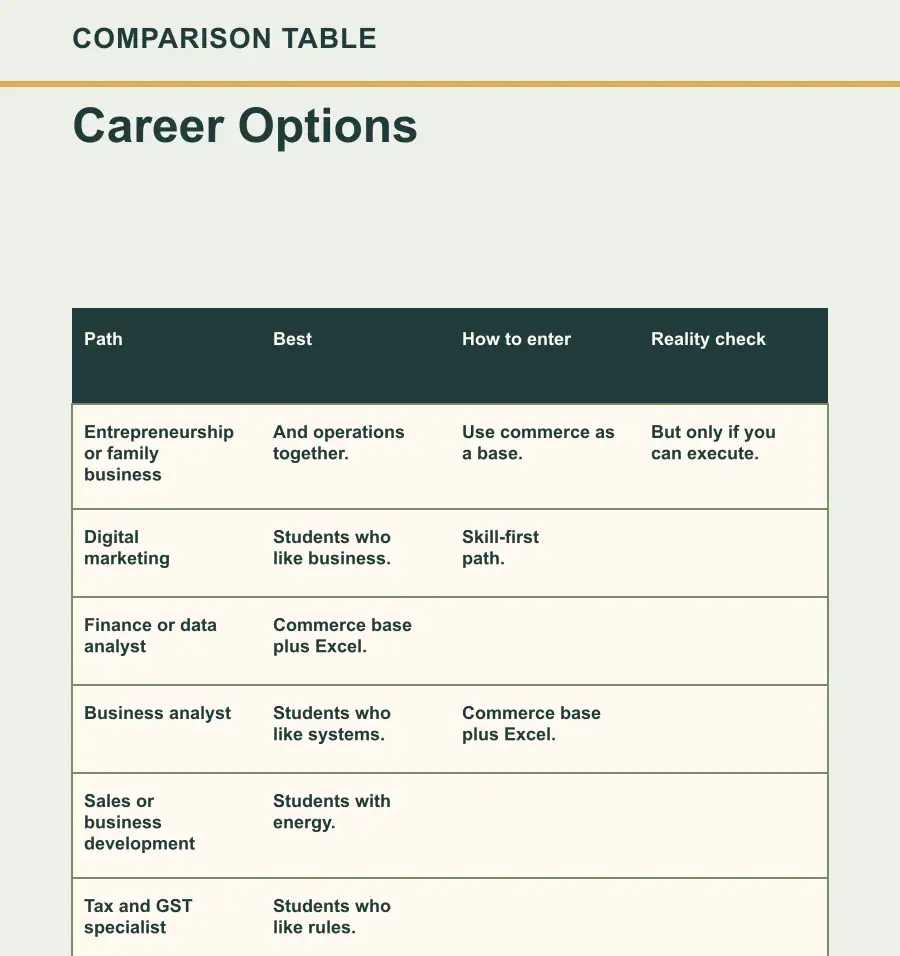 COMPARISON TABLE
Career Options
Path
Best
How to enter
Reality check
Entrepreneurship
or family
business
And operations
together.
Use commerce as
a base.
But only if you
can execute.
Digital
marketing
Students who
like business.
Skill-first
path.
Finance or data
analyst
Commerce base
plus Excel.
Business analyst
Students who
like systems.
Commerce base
plus Excel.
Sales or
business
development
Students with
energy.
Tax and GST
specialist
Students who
like rules.